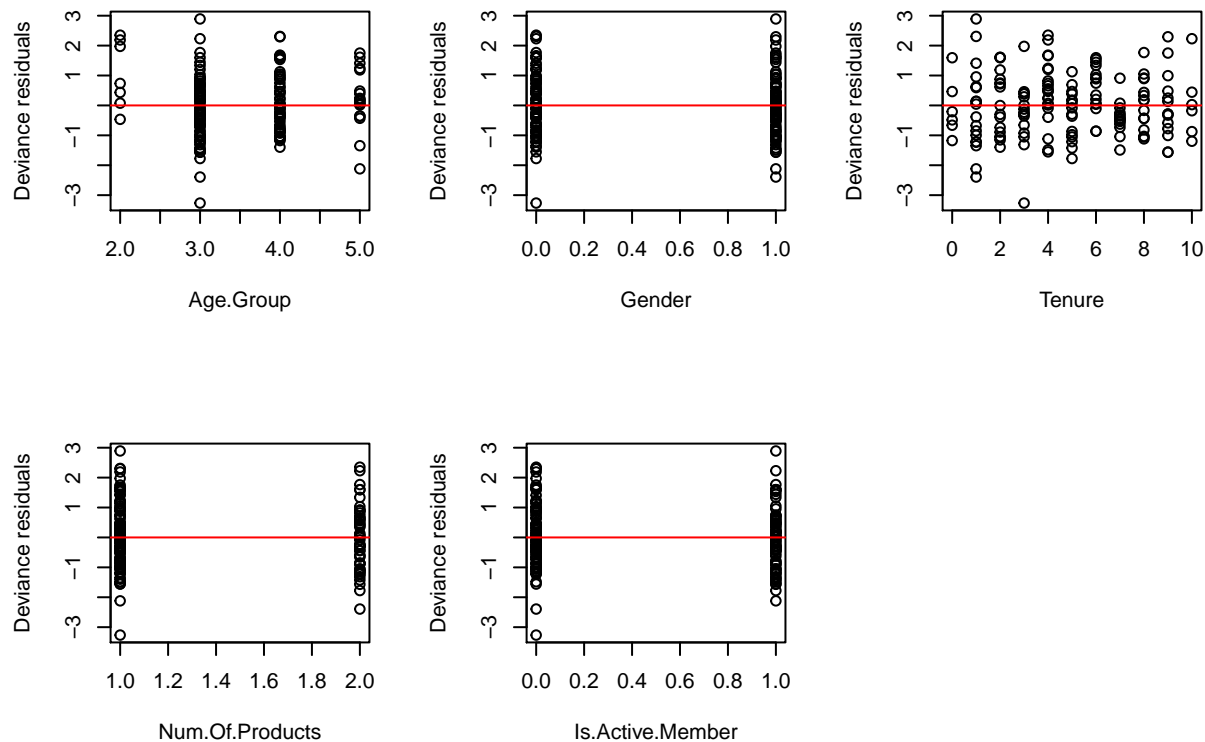 Deviance residuals
3
2
1
−1
−3
2.0 3.0 4.0 5.0
Age.Group
Deviance residuals
3
2
1
−1
−3
0.0 0.2 0.4 0.6 0.8 1.0
Gender
Deviance residuals
3
2
1
−1
−3
0 2 4 6 8 10
Tenure
Deviance residuals
3
2
1
−1
−3
1.0 1.2 1.4 1.6 1.8 2.0
Num.Of.Products
Deviance residuals
3
2
1
−1
−3
0.0 0.2 0.4 0.6 0.8 1.0
Is.Active.Member